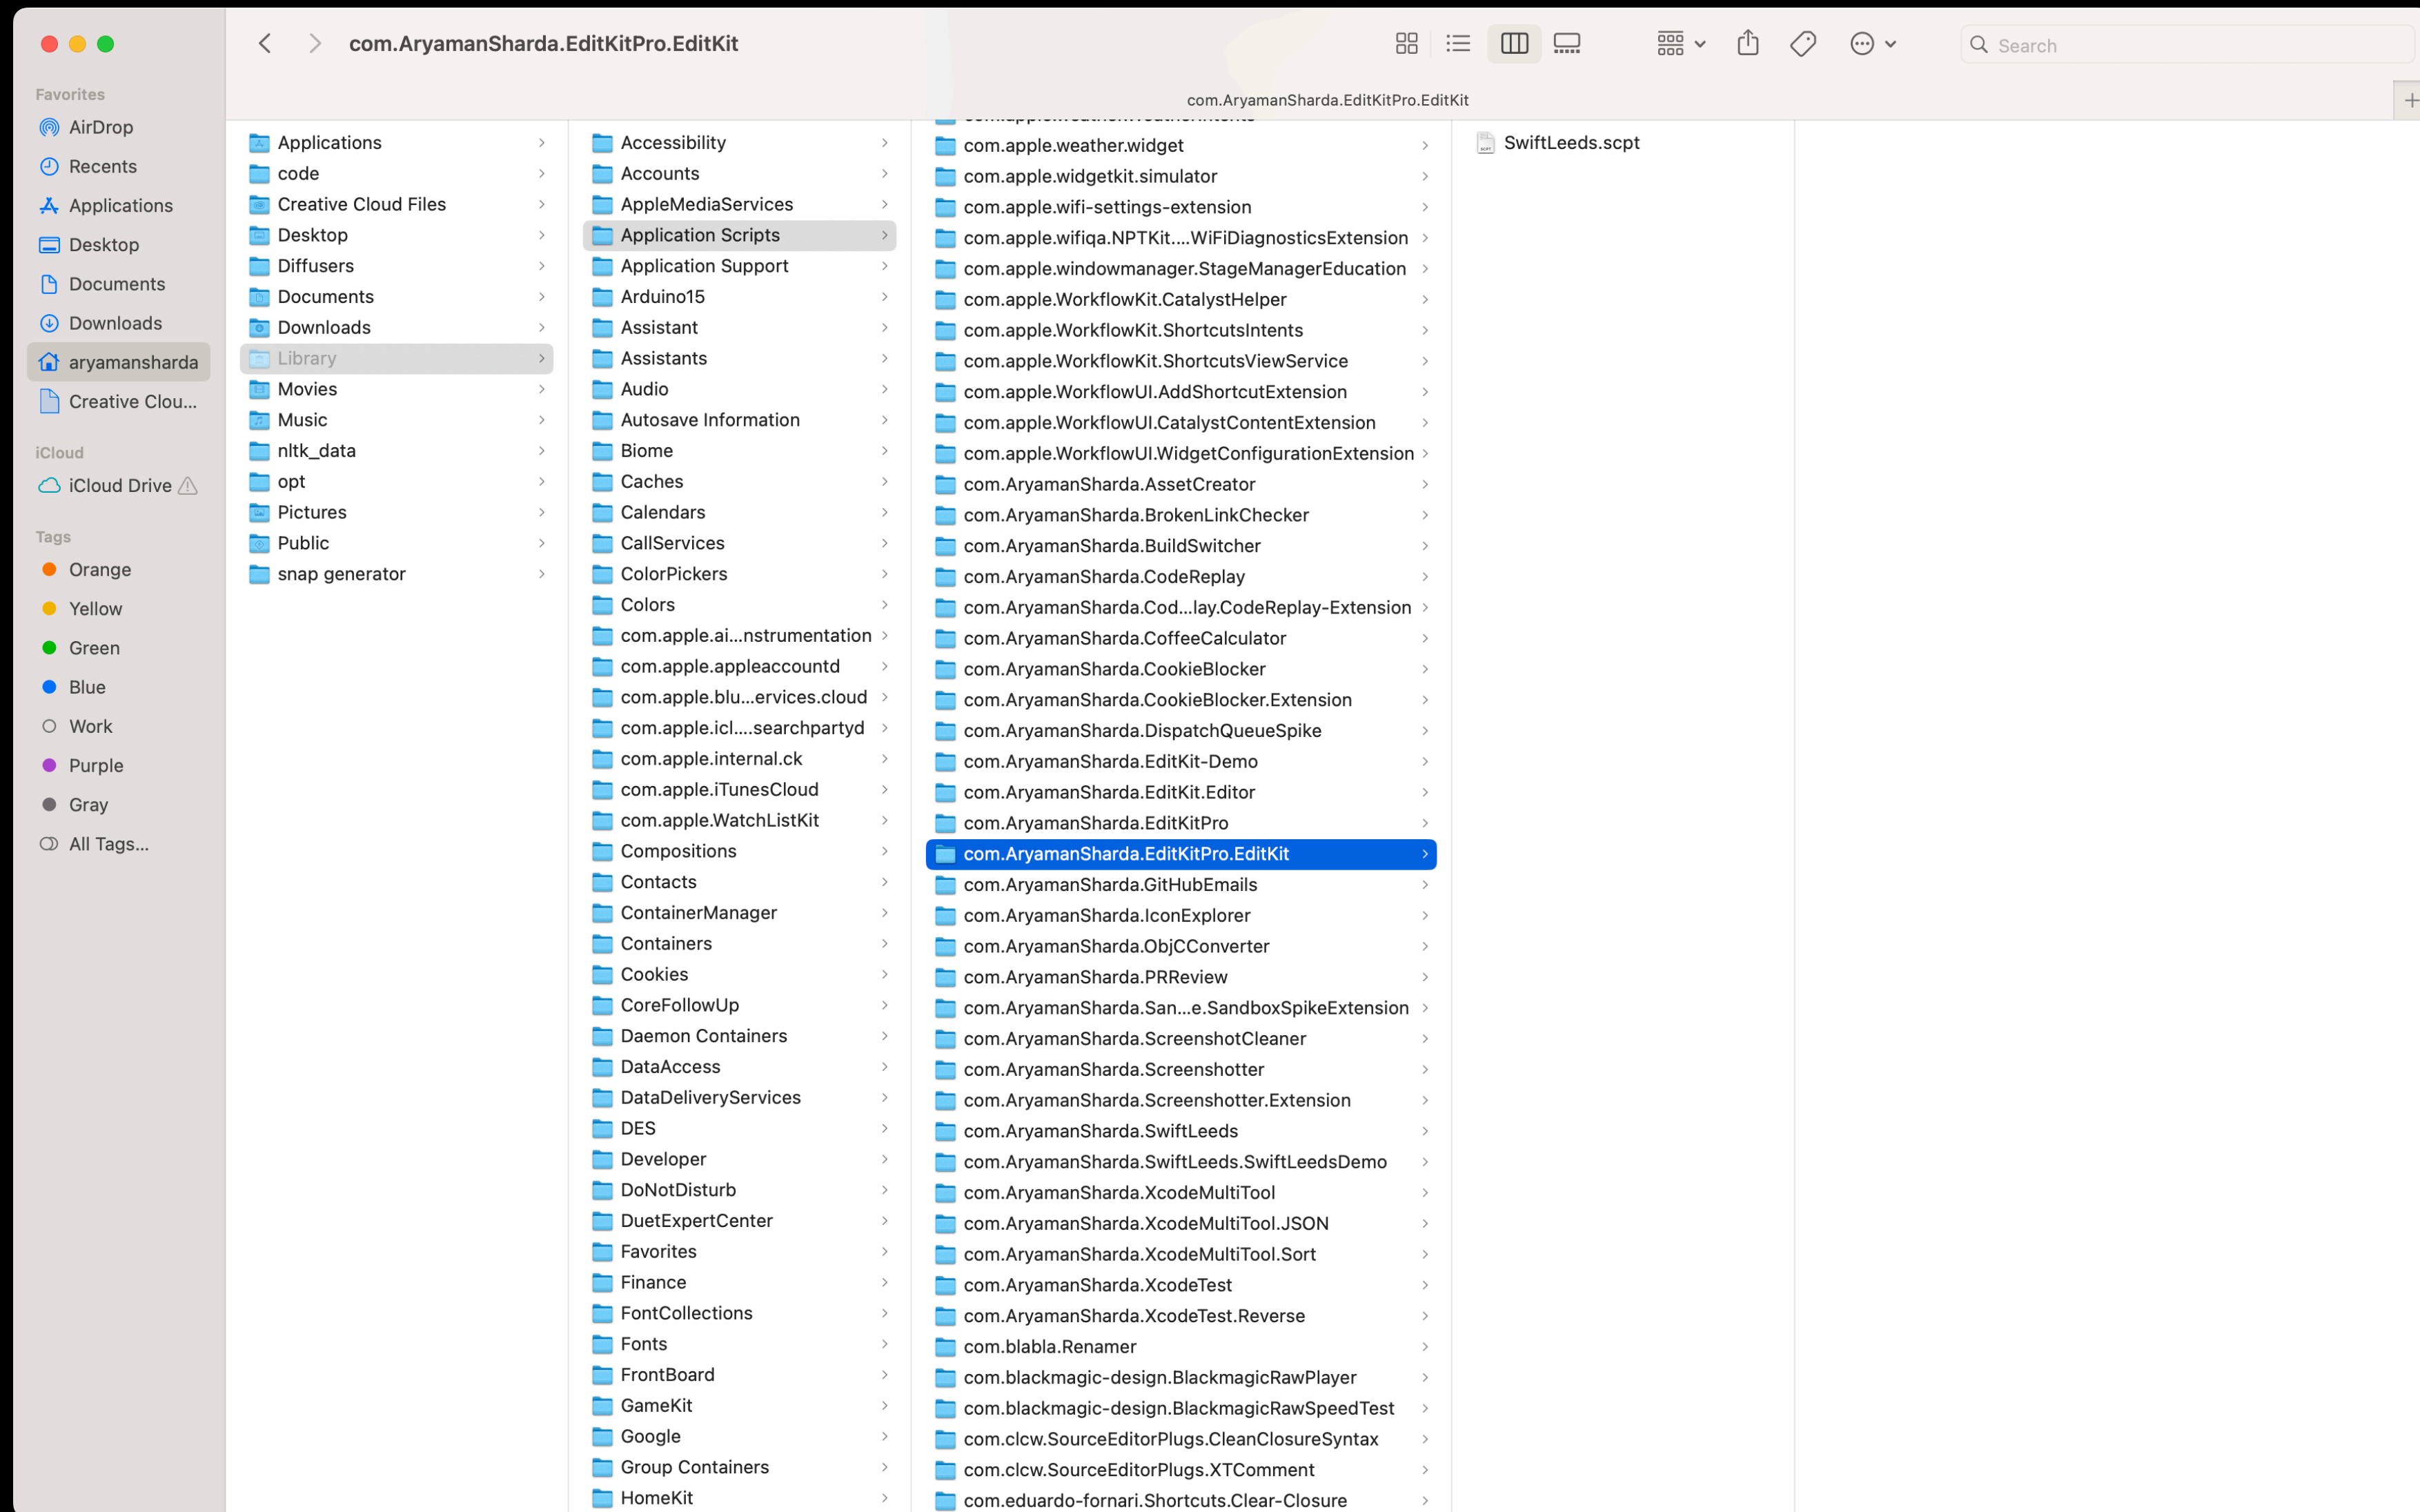 com.AryamanSharda.EditKitPro.EditKit
Search
com.AryamanSharda.EditKitPro.EditKit
Favorites
AirDrop
Recents
Applications
Desktop
Documents
Downloads
aryamansharda
Creative Clou...
iCloud
iCloud Drive
Tags
Orange
Yellow
Green
Blue
Work
Purple
Gray
All Tags...
Applications
code
Creative Cloud Files
Desktop
Diffusers
Documents
Downloads
Library
Movies
Music
nltk_data
opt
Pictures
Public
snap generator
Accessibility
Accounts
AppleMediaServices
Application Scripts
Application Support
Arduino15
Assistant
Assistants
Audio
Autosave Information
Biome
Caches
Calendars
CallServices
ColorPickers
Colors
com.apple.ai...nstrumentation
com.apple.appleaccountd
com.apple.blu...ervices.cloud
com.apple.icl....searchpartyd
com.apple.internal.ck
com.apple.iTunesCloud
com.apple.WatchListKit
Compositions
Contacts
ContainerManager
Containers
Cookies
CoreFollowUp
Daemon Containers
DataAccess
DataDeliveryServices
DES
Developer
DoNotDisturb
DuetExpertCenter
Favorites
Finance
FontCollections
Fonts
FrontBoard
GameKit
Google
Group Containers
HomeKit
com.apple.weather.widget
com.apple.widgetkit.simulator
com.apple.wifi-settings-extension
com.apple.wifiqa.NPTKit....WiFiDiagnosticsExtension
com.apple.windowmanager.StageManagerEducation
com.apple.WorkflowKit.CatalystHelper
com.apple.WorkflowKit.ShortcutsIntents
com.apple.WorkflowKit.ShortcutsViewService
com.apple.WorkflowUI.AddShortcutExtension
com.apple.WorkflowUI.CatalystContentExtension
com.apple.WorkflowUI.WidgetConfigurationExtension
com.AryamanSharda.AssetCreator
com.AryamanSharda.BrokenLinkChecker
com.AryamanSharda.BuildSwitcher
com.AryamanSharda.CodeReplay
com.AryamanSharda.Cod...lay.CodeReplay-Extension
com.AryamanSharda.CoffeeCalculator
com.AryamanSharda.CookieBlocker
com.AryamanSharda.CookieBlocker.Extension
com.AryamanSharda.DispatchQueueSpike
com.AryamanSharda.EditKit-Demo
com.AryamanSharda.EditKit.Editor
com.AryamanSharda.EditKitPro
com.AryamanSharda.EditKitPro.EditKit
com.AryamanSharda.GitHubEmails
com.AryamanSharda.IconExplorer
com.AryamanSharda.ObjCConverter
com.AryamanSharda.PRReview
com.AryamanSharda.San...e.SandboxSpikeExtension
com.AryamanSharda.ScreenshotCleaner
com.AryamanSharda.Screenshotter
com.AryamanSharda.Screenshotter.Extension
com.AryamanSharda.SwiftLeeds
com.AryamanSharda.SwiftLeeds.SwiftLeedsDemo
com.AryamanSharda.XcodeMultiTool
com.AryamanSharda.XcodeMultiTool.JSON
com.AryamanSharda.XcodeMultiTool.Sort
com.AryamanSharda.XcodeTest
com.AryamanSharda.XcodeTest.Reverse
com.blabla.Renamer
com.blackmagic-design.BlackmagicRawPlayer
com.blackmagic-design.BlackmagicRawSpeedTest
com.clcw.SourceEditorPlugs.CleanClosureSyntax
com.clcw.SourceEditorPlugs.XTComment
com.eduardo-fornari.Shortcuts.Clear-Closure
SwiftLeeds.scpt